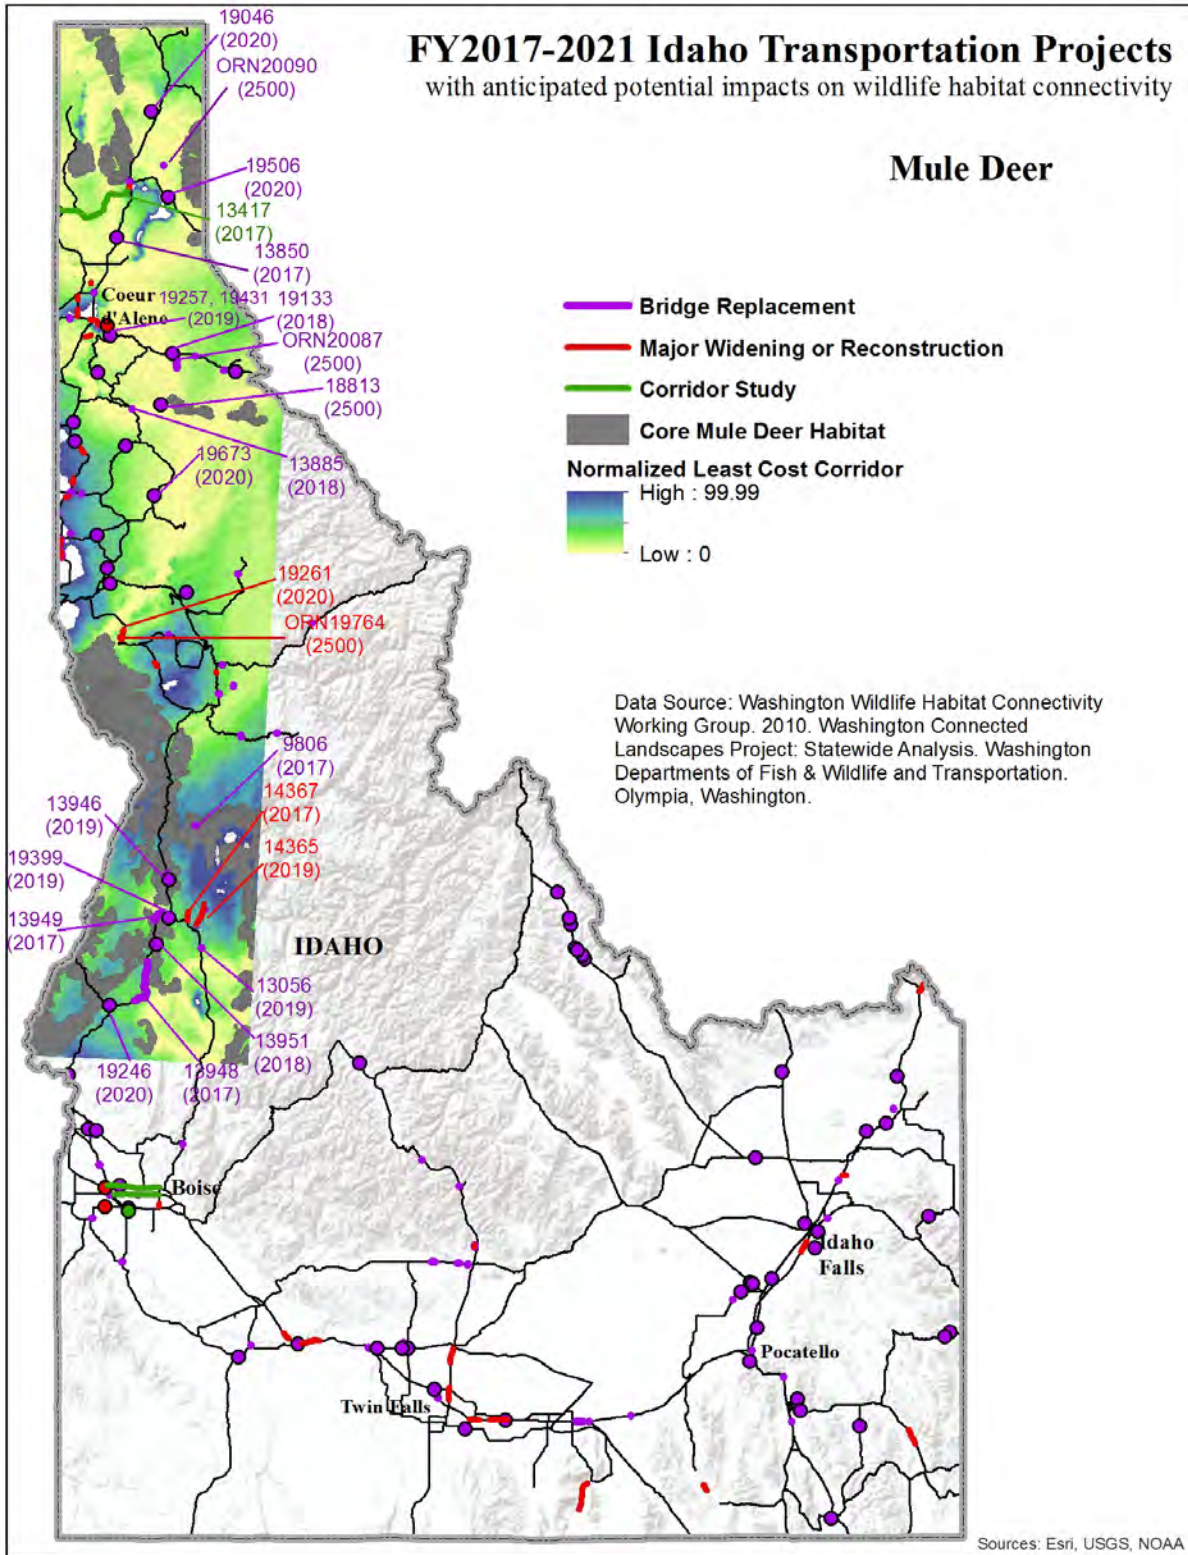 FY2017-2021 Idaho Transportation Projects
with anticipated potential impacts on wildlife habitat connectivity
Mule Deer
19046
(2020)
ORN20090
(2500)
19506
(2020)
13417
(2017)
13850
(2017)
Coeur
d'Alene
19257, 19431
(2019)
19133
(2018)
ORN20087
(2500)
18813
(2500)
19673
(2020)
13885
(2018)
Bridge Replacement
Major Widening or Reconstruction
Corridor Study
Core Mule Deer Habitat
Normalized Least Cost Corridor
High : 99.99
Low : 0
19261
(2020)
ORN19764
(2500)
Data Source: Washington Wildlife Habitat Connectivity
Working Group. 2010. Washington Connected
Landscapes Project: Statewide Analysis. Washington
Departments of Fish & Wildlife and Transportation.
Olympia, Washington.
9806
(2017)
14367
(2017)
13946
(2019)
14365
(2019)
19399
(2019)
13949
(2017)
IDAHO
13056
(2019)
13951
(2018)
19246
(2020)
13948
(2017)
Boise
Idaho
Falls
Pocatello
Twin Falls
Sources: Esri, USGS, NOAA